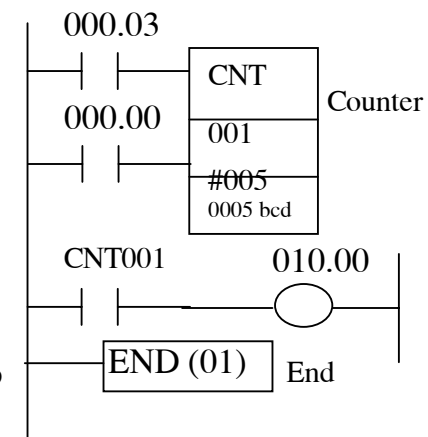 000.03
CNT
Counter
000.00
001
#005
0005 bcd
CNT001 010.00
END (01) End